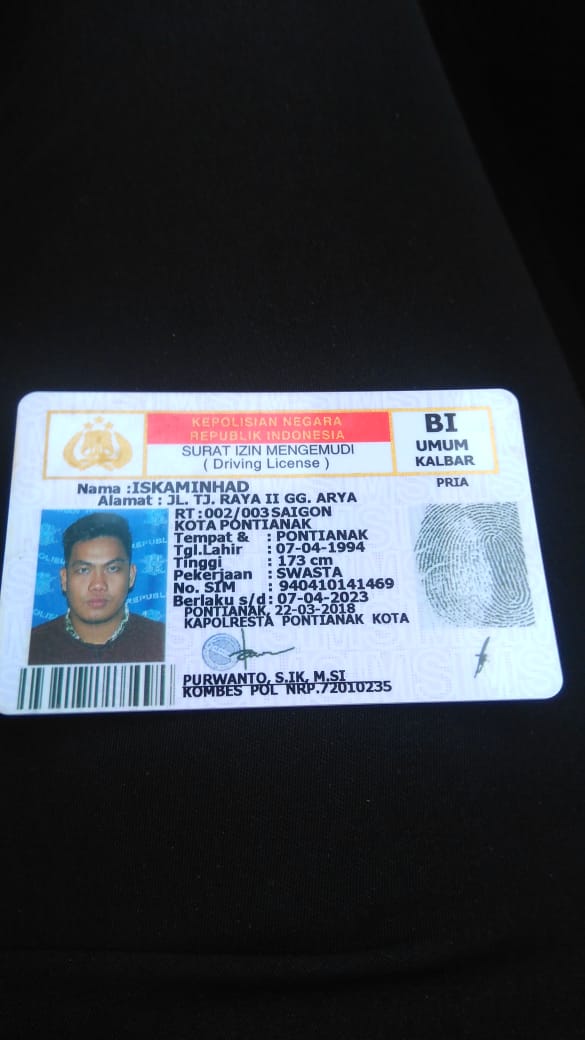 KEPOLISIAN NEGARA
REPUBLIK INDONESIA
SURAT IZIN MENGEMUDI
( Driving License )
BI
UMUM
KALBAR
PRIA
Nama :ISKAMINHAD
Alamat : JL. TJ. RAYA II GG. ARYA
RT:002/003 SAIGON
KOTA PONTIANAK
Tempat & : PONTIANAK
Tgl.Lahir : 07-04-1994
Tinggi : 173 cm
Pekerjaan : SWASTA
No. SIM : 940410141469
Berlaku s/d : 07-04-2023
PONTIANAK, 22-03-2018
KAPOLRESTA PONTIANAK KOTA
PURWANTO, S.IK, M.SI
KOMBES POL NRP.72010235